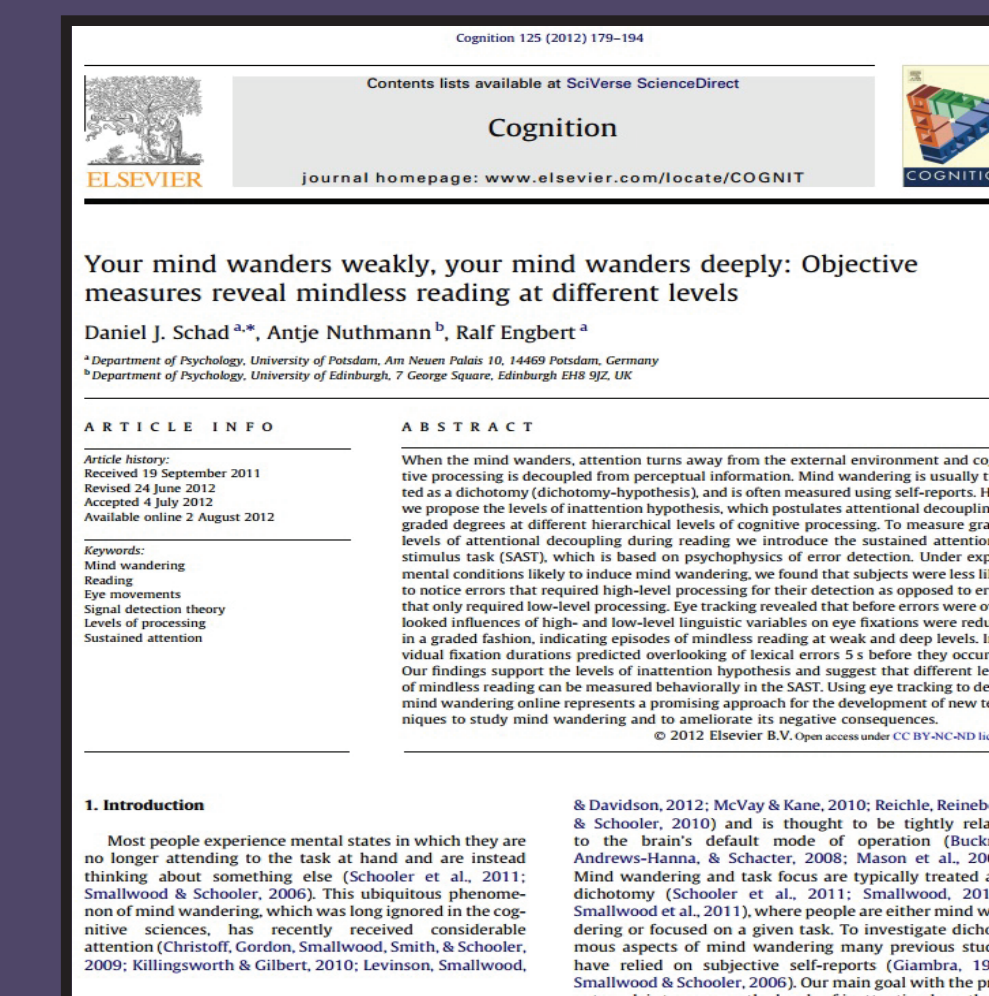 Cognition 125 (2012) 179–194
ELSEVIER
Contents lists available at SciVerse ScienceDirect
Cognition
journal homepage: www.elsevier.com/locate/COGNIT
Your mind wanders weakly, your mind wanders deeply: Objective
measures reveal mindless reading at different levels
Daniel J. Schad a,*, Antje Nuthmann b, Ralf Engbert a
a Department of Psychology, University of Potsdam, Am Neuen Palais 10, 14469 Potsdam, Germany
b Department of Psychology, University of Edinburgh, 7 George Square, Edinburgh EH8 9JZ, UK
ARTICLE INFO
Article history:
Received 19 September 2011
Revised 24 June 2012
Accepted 4 July 2012
Available online 2 August 2012
Keywords:
Mind wandering
Reading
Eye movements
Signal detection theory
Levels of processing
Sustained attention
ABSTRACT
When the mind wanders, attention turns away from the external environment and
tive processing is decoupled from perceptual information. Mind wandering is usually
ted as a dichotomy (dichotomy-hypothesis), and is often measured using self-reports.
we propose the levels of inattention hypothesis, which postulates attentional
graded degrees at different hierarchical levels of cognitive processing. To measure
levels of attentional decoupling during reading we introduce the sustained
stimulus task (SAST), which is based on psychophysics of error detection. Under
mental conditions likely to induce mind wandering, we found that subjects were less
to notice errors that required high-level processing for their detection as opposed to
that only required low-level processing. Eye tracking revealed that before errors were
looked influences of high- and low-level linguistic variables on eye fixations were
in a graded fashion, indicating episodes of mindless reading at weak and deep levels.
vidual fixation durations predicted overlooking of lexical errors 5 s before they
Our findings support the levels of inattention hypothesis and suggest that different
of mindless reading can be measured behaviorally in the SAST. Using eye tracking to
mind wandering online represents a promising approach for the development of new
niques to study mind wandering and to ameliorate its negative consequences.
© 2012 Elsevier B.V. Open access under CC BY-NC-ND
1. Introduction
Most people experience mental states in which they are
no longer attending to the task at hand and are instead
thinking about something else (Schooler et al., 2011;
Smallwood & Schooler, 2006). This ubiquitous phenome-
non of mind wandering, which was long ignored in the cog-
nitive sciences, has recently received considerable
attention (Christoff, Gordon, Smallwood, Smith, & Schooler,
2009; Killingsworth & Gilbert, 2010; Levinson, Smallwood,
& Davidson, 2012; McVay & Kane, 2010; Reichle,
& Schooler, 2010) and is thought to be tightly
to the brain's default mode of operation
Andrews-Hanna, & Schacter, 2008; Mason et al.,
Mind wandering and task focus are typically treated
dichotomy (Schooler et al., 2011; Smallwood,
Smallwood et al., 2011), where people are either mind
dering or focused on a given task. To investigate
mous aspects of mind wandering many previous
have relied on subjective self-reports (Giambra,
Smallwood & Schooler, 2006). Our main goal with the